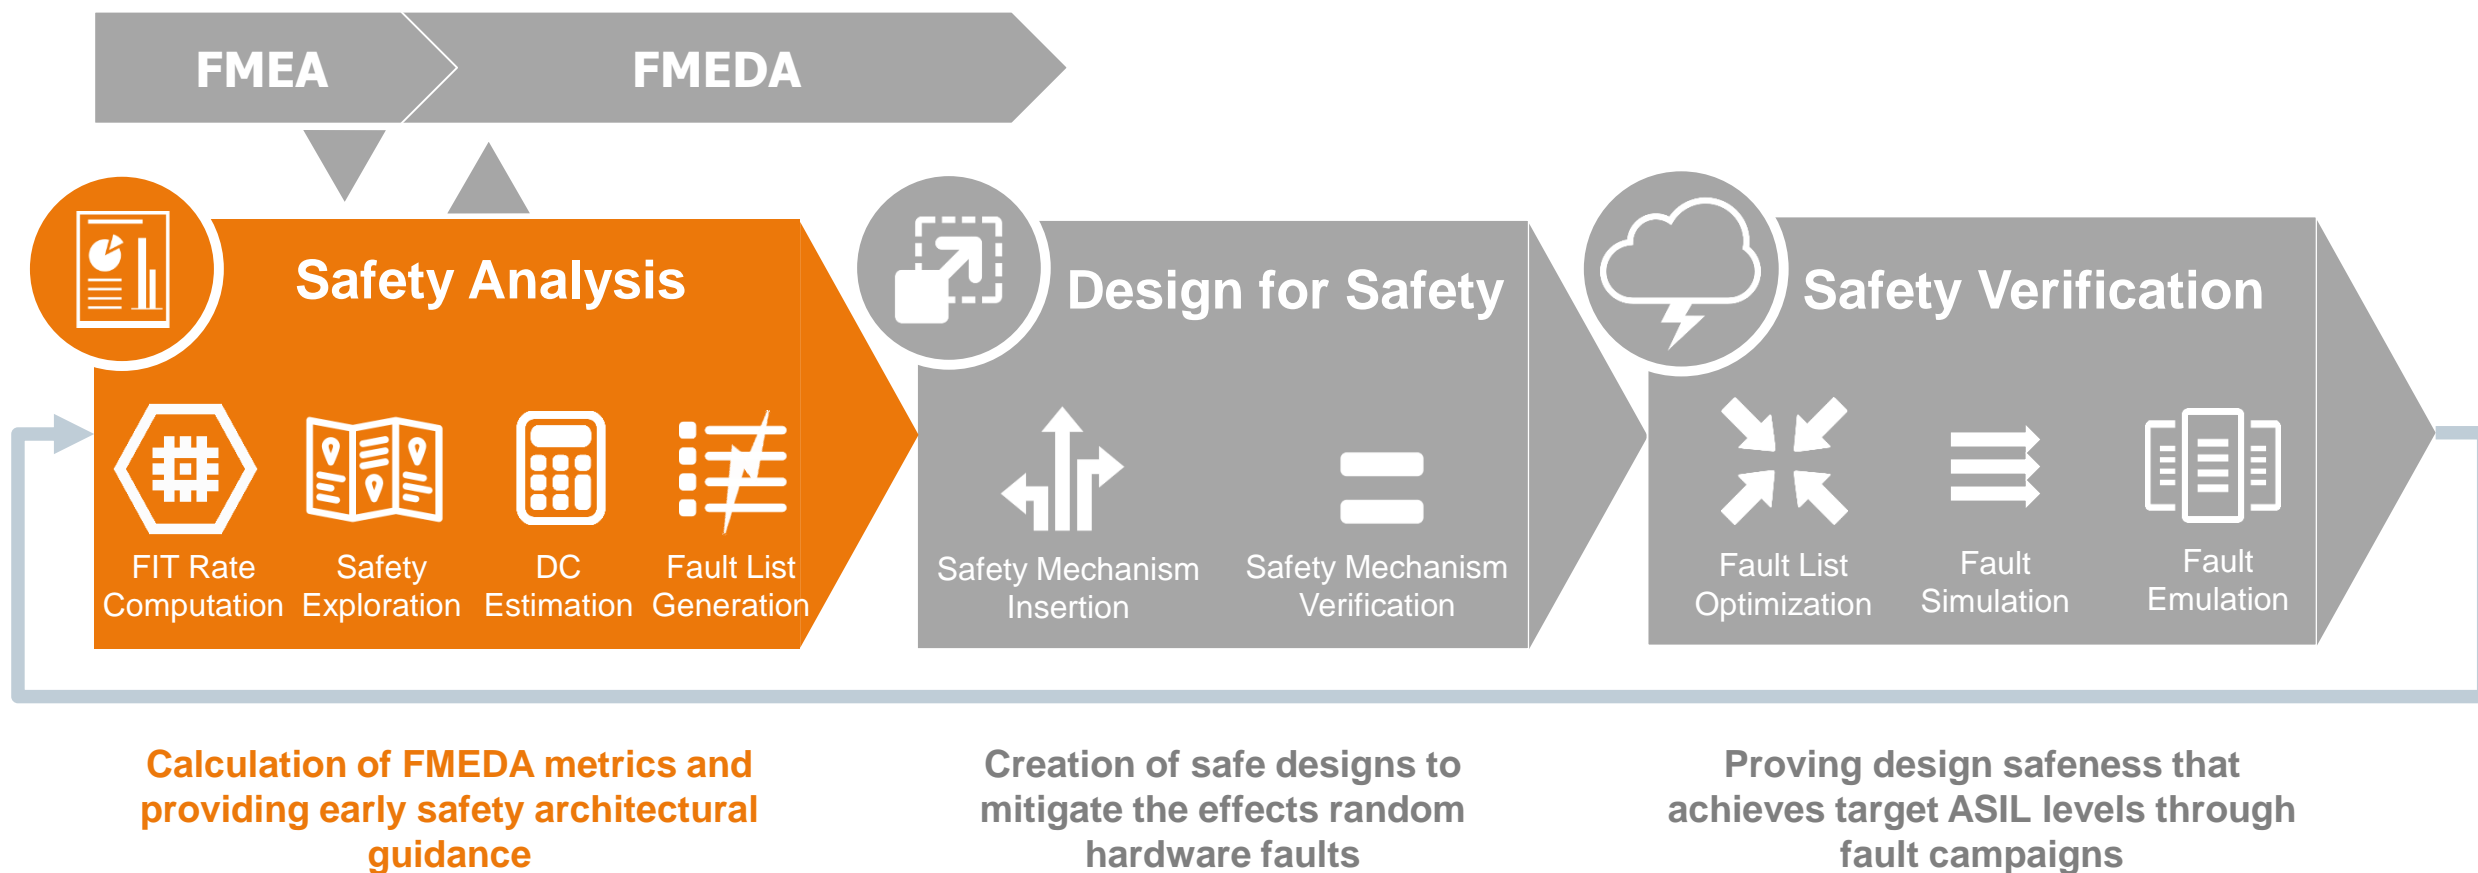 FMEA
FMEDA
Safety Analysis
FIT Rate
Computation
Safety
Exploration
DC
Estimation
Fault List
Generation
Design for Safety
Safety Mechanism
Insertion
Safety Mechanism
Verification
Safety Verification
Fault List
Optimization
Fault
Simulation
Fault
Emulation
Calculation of FMEDA metrics and
providing early safety architectural
guidance
Creation of safe designs to
mitigate the effects random
hardware faults
Proving design safeness that
achieves target ASIL levels through
fault campaigns